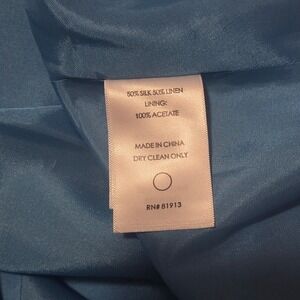 50% SILK 50% LINEN
LINING:
100% ACETATE
MADE IN CHINA
DRY CLEAN ONLY
RN# 81913